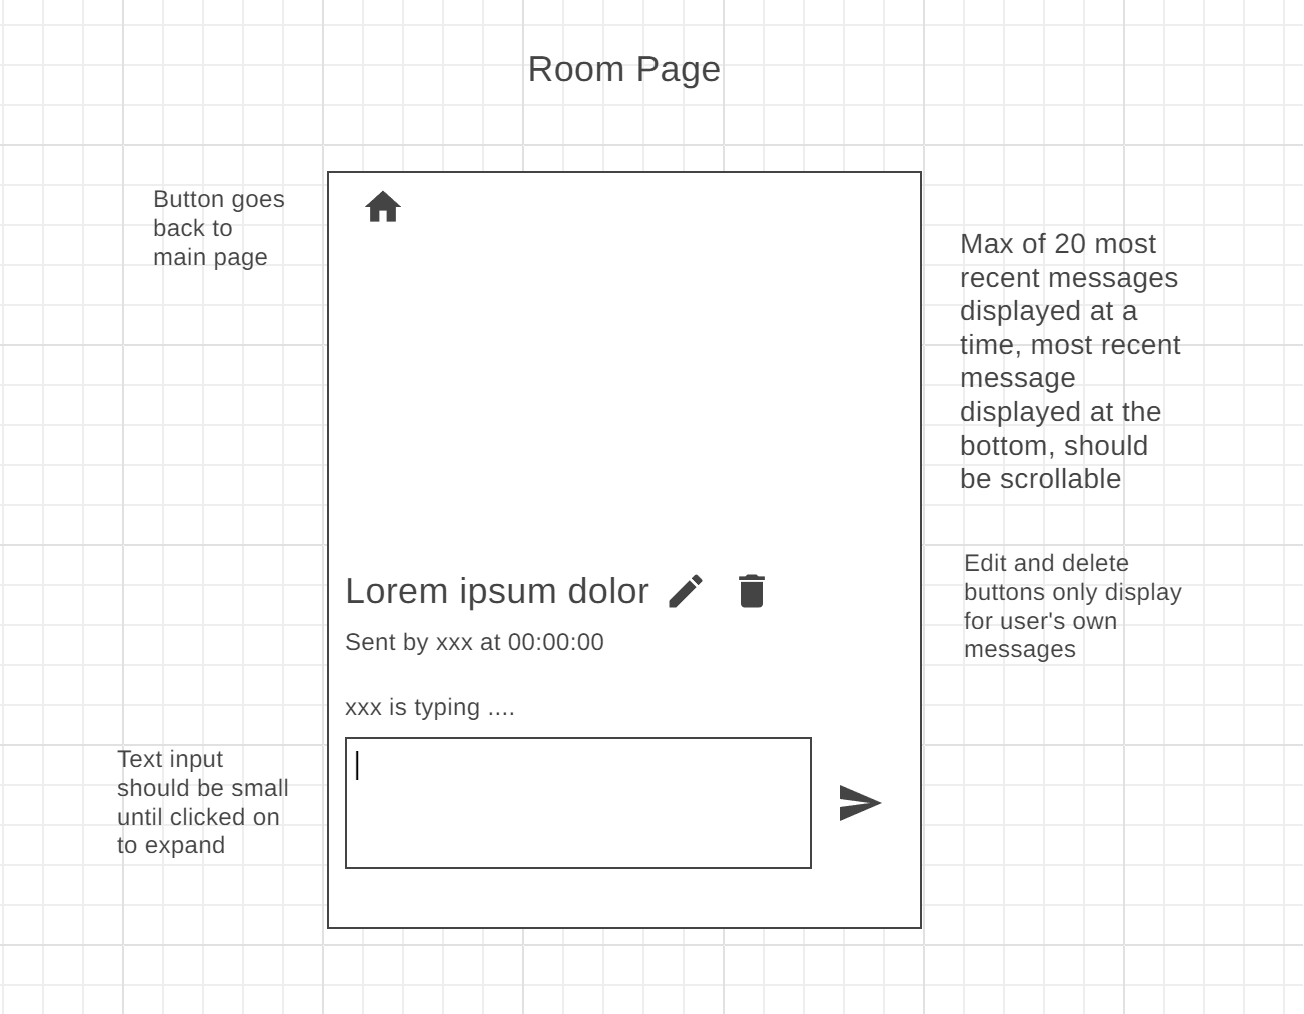 Room Page
Button goes
back to
main page
Max of 20 most
recent messages
displayed at a
time, most recent
message
displayed at the
bottom, should
be scrollable
Lorem ipsum dolor
Sent by xxx at 00:00:00
Edit and delete
buttons only display
for user's own
messages
xxx is typing ....
Text input
should be small
until clicked on
to expand